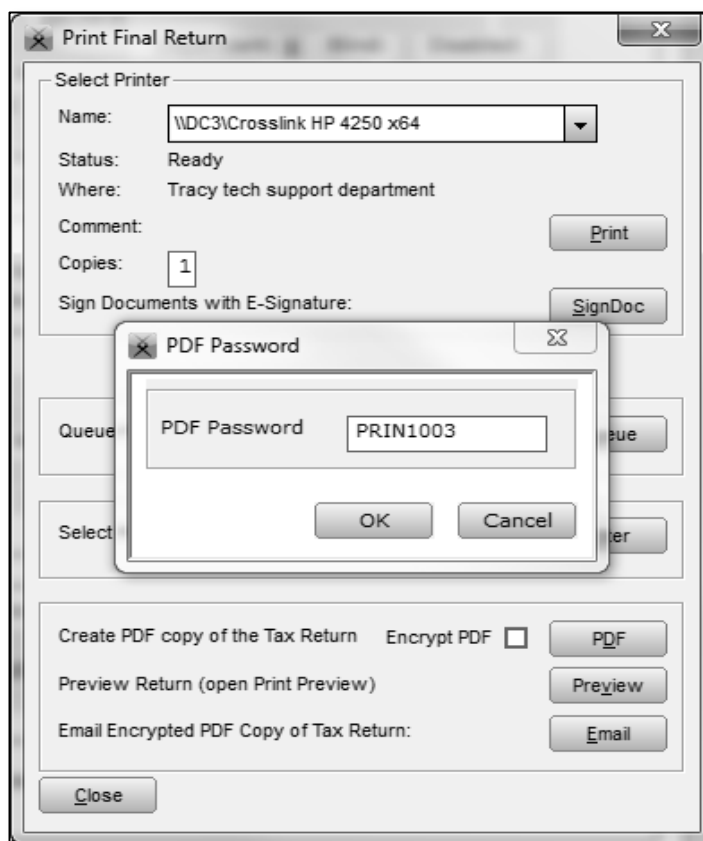 Print Final Return
Select Printer
Name: \\DC3\Crosslink HP 4250 x64
Status: Ready
Where: Tracy tech support department
Comment:
Print
Copies: 1
Sign Documents with E-Signature: SignDoc
PDF Password
Queue
PDF Password PRIN1003
OK Cancel
Select
Create PDF copy of the Tax Return Encrypt PDF PDF
Preview Return (open Print Preview) Preview
Email Encrypted PDF Copy of Tax Return: Email
Close